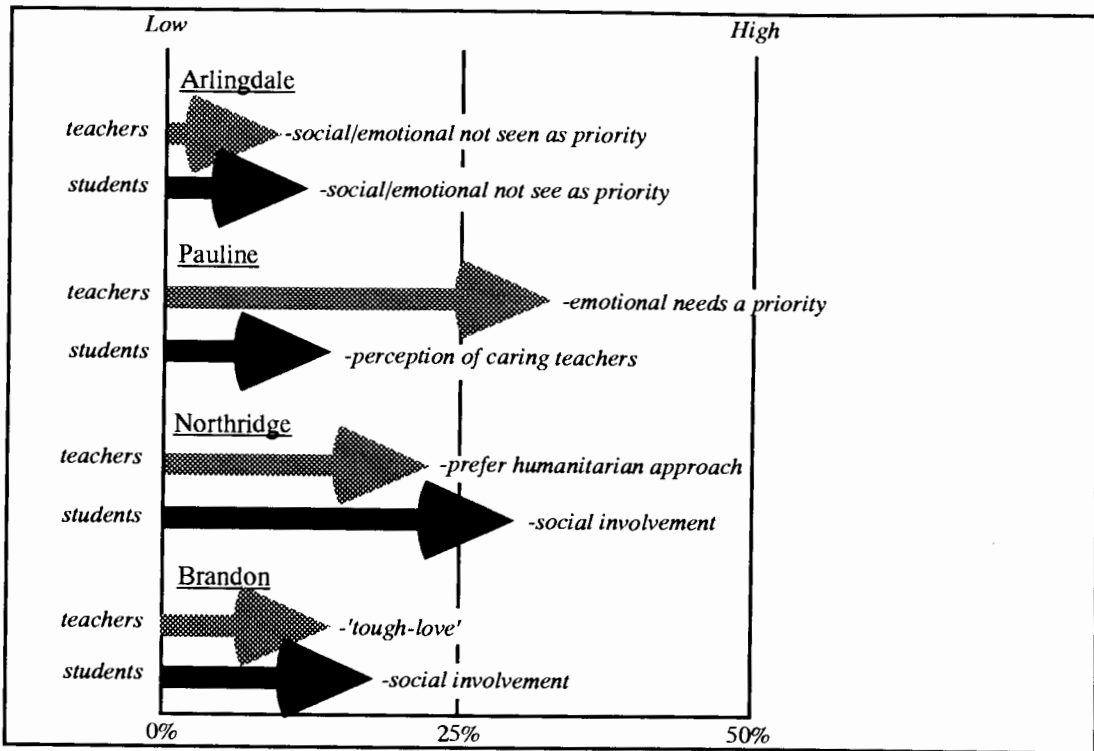 Low High
Arlingdale
teachers -social/emotional not seen as priority
students -social/emotional not see as priority
Pauline
teachers -emotional needs a priority
students -perception of caring teachers
Northridge
teachers -prefer humanitarian approach
students -social involvement
Brandon
teachers -'tough-love'
students -social involvement
0% 25% 50%